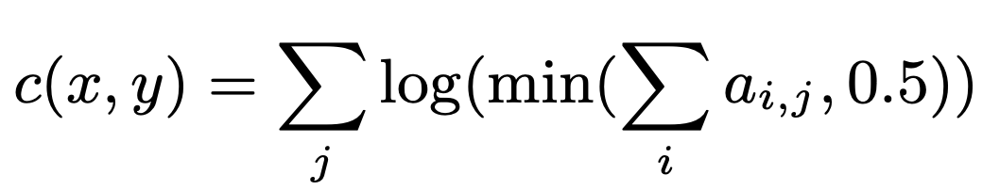 c(x, y) = ∑_j log(min(∑_i a_{i,j}, 0.5))